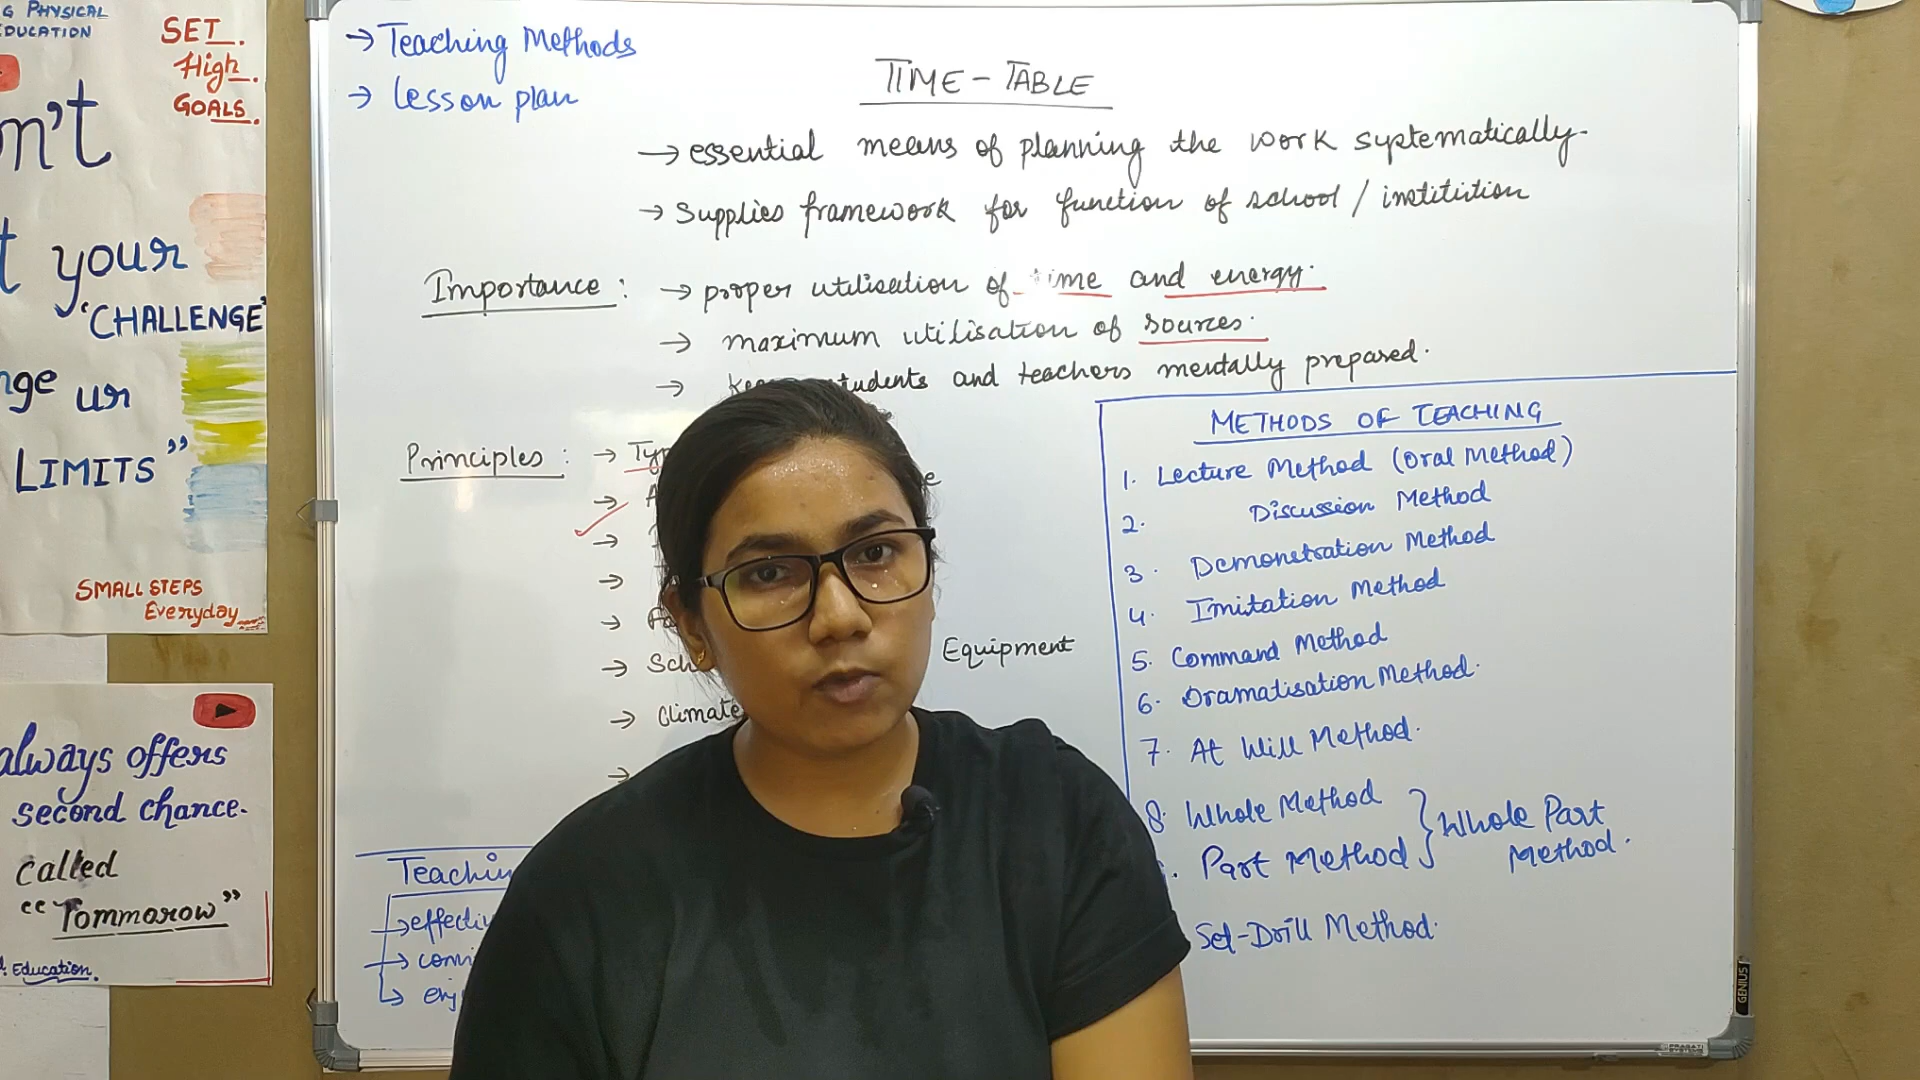 G PHYSICAL
EDUCATION
SET.
High.
GOALS.
n't
t your
'CHALLENGE'
nge ur
LIMITS"
SMALL STEPS
Everyday
always offers
second chance.
called
"Tommorow"
Education.
→ Teaching Methods
→ lesson plan
TIME - TABLE
→ essential means of planning the work systematically.
→ Supplies framework for function of school / institution
Importance : → proper utilisation of time and energy.
→ maximum utilisation of sources.
→ students and teachers mentally prepared.
Principles : →
→
→
→
→
→ Sch
Equipment
→ Climate
→
Teachin
→ effectiv
→
METHODS OF TEACHING
1. Lecture Method (Oral Method)
2. Discussion Method
3. Demonstration Method
4. Imitation Method
5. Command Method
6. Dramatisation Method.
7. At Will Method.
8. Whole Method
Part Method } Whole Part
Method.
Set-Drill Method.
GENIUS